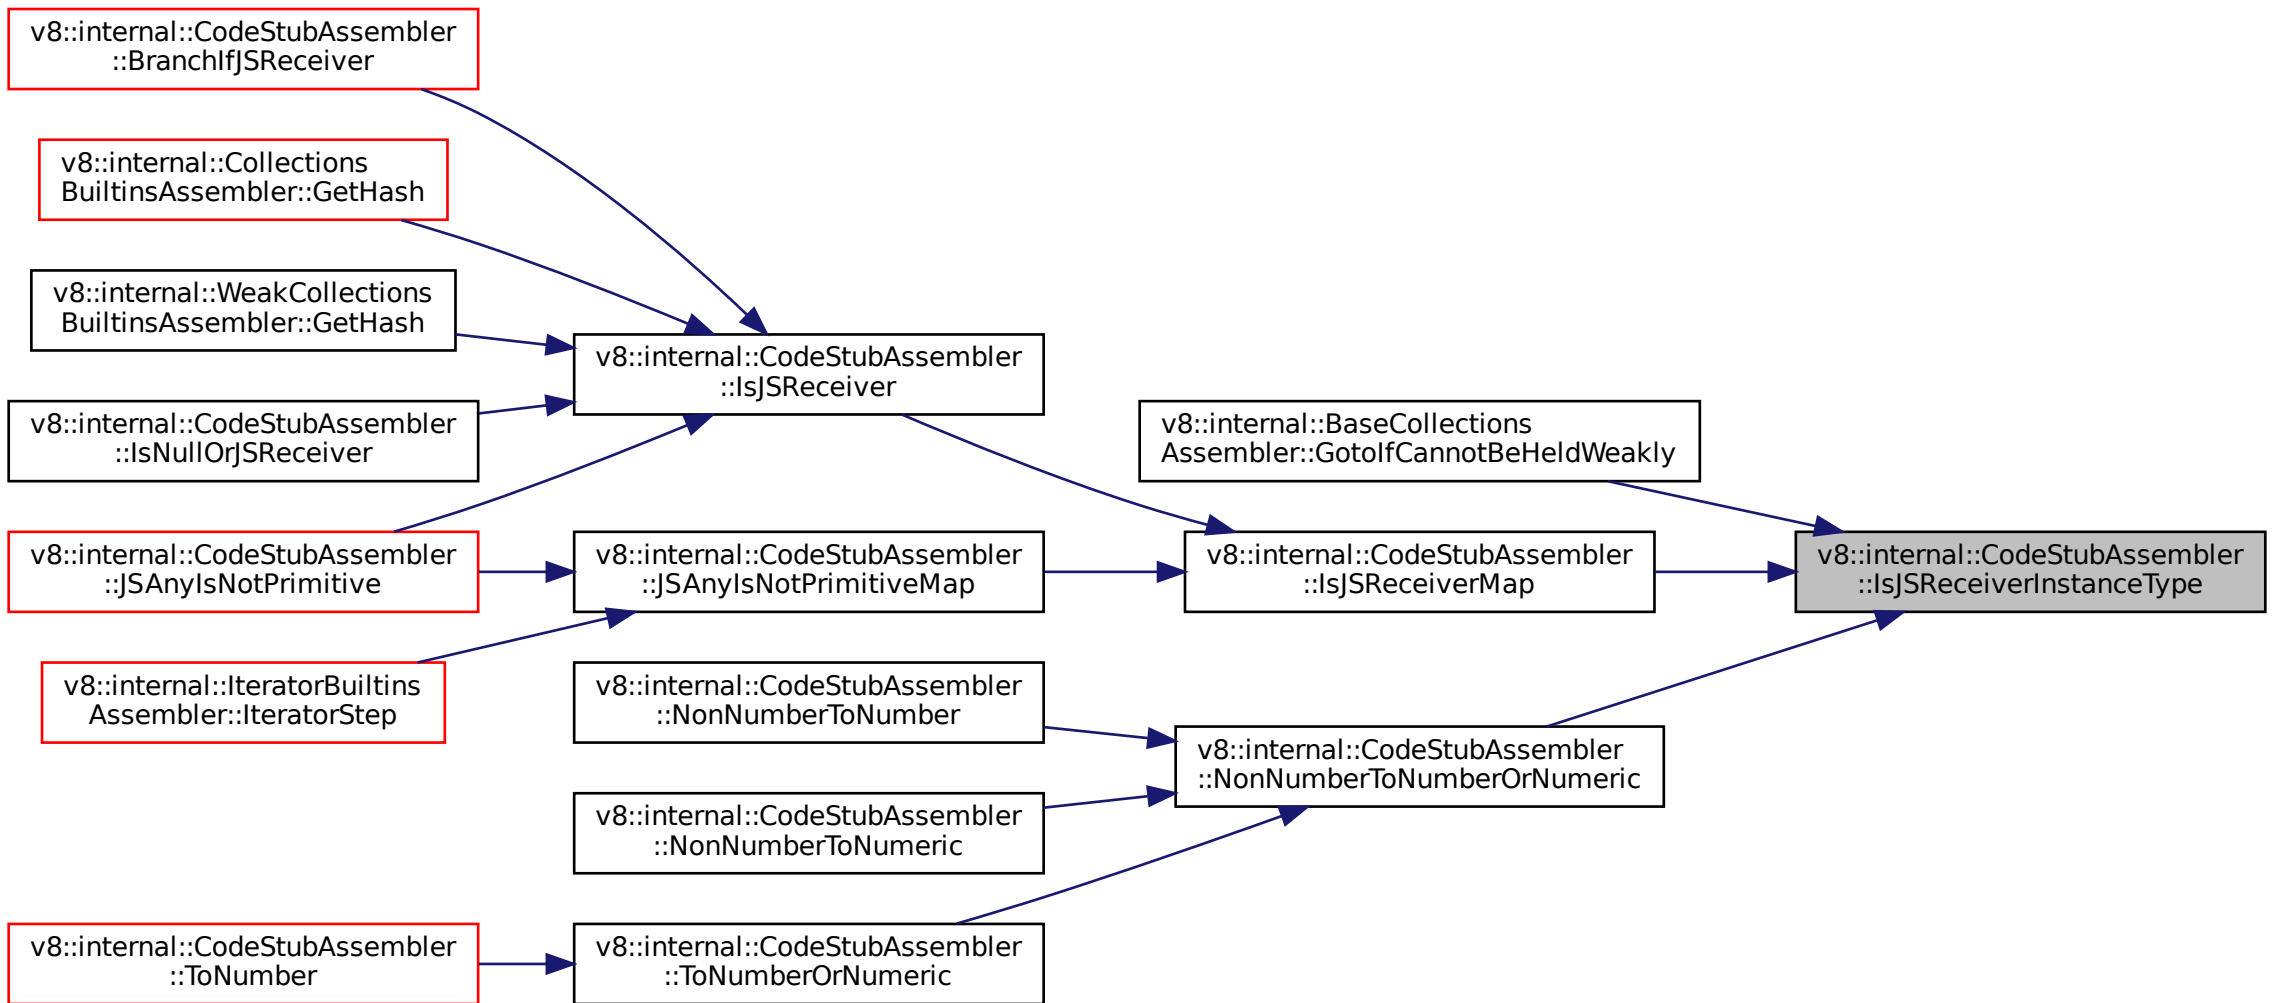 v8::internal::CodeStubAssembler
::BranchIfJSReceiver
v8::internal::Collections
BuiltinsAssembler::GetHash
v8::internal::WeakCollections
BuiltinsAssembler::GetHash
v8::internal::CodeStubAssembler
::IsNullOrJSReceiver
v8::internal::CodeStubAssembler
::JSAnyIsNotPrimitive
v8::internal::IteratorBuiltins
Assembler::IteratorStep
v8::internal::CodeStubAssembler
::ToNumber
v8::internal::CodeStubAssembler
::IsJSReceiver
v8::internal::CodeStubAssembler
::JSAnyIsNotPrimitiveMap
v8::internal::CodeStubAssembler
::NonNumberToNumber
v8::internal::CodeStubAssembler
::NonNumberToNumeric
v8::internal::CodeStubAssembler
::ToNumberOrNumeric
v8::internal::BaseCollections
Assembler::GotoIfCannotBeHeldWeakly
v8::internal::CodeStubAssembler
::IsJSReceiverMap
v8::internal::CodeStubAssembler
::NonNumberToNumberOrNumeric
v8::internal::CodeStubAssembler
::IsJSReceiverInstanceType